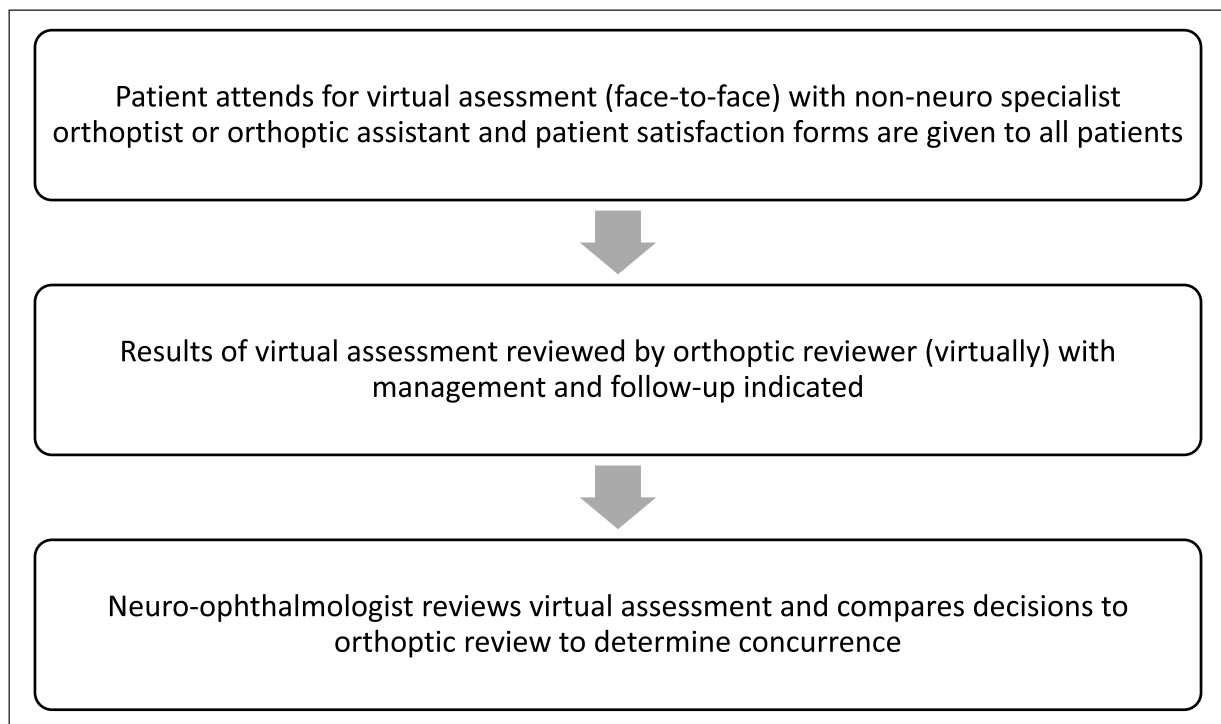 Patient attends for virtual asessment (face-to-face) with non-neuro specialist
orthoptist or orthoptic assistant and patient satisfaction forms are given to all patients
Results of virtual assessment reviewed by orthoptic reviewer (virtually) with
management and follow-up indicated
Neuro-ophthalmologist reviews virtual assessment and compares decisions to
orthoptic review to determine concurrence